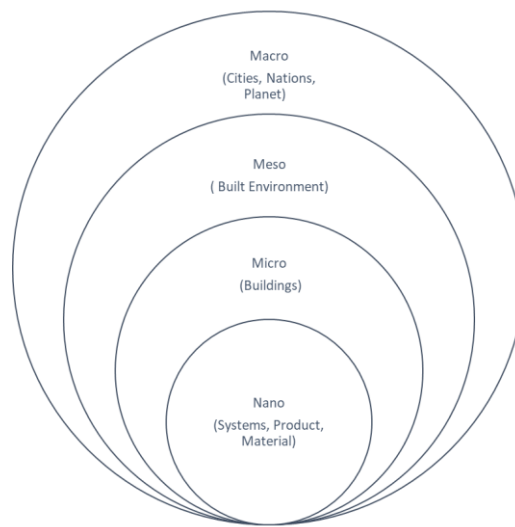 Macro
(Cities, Nations,
Planet)
Meso
( Built Environment)
Micro
(Buildings)
Nano
(Systems, Product,
Material)